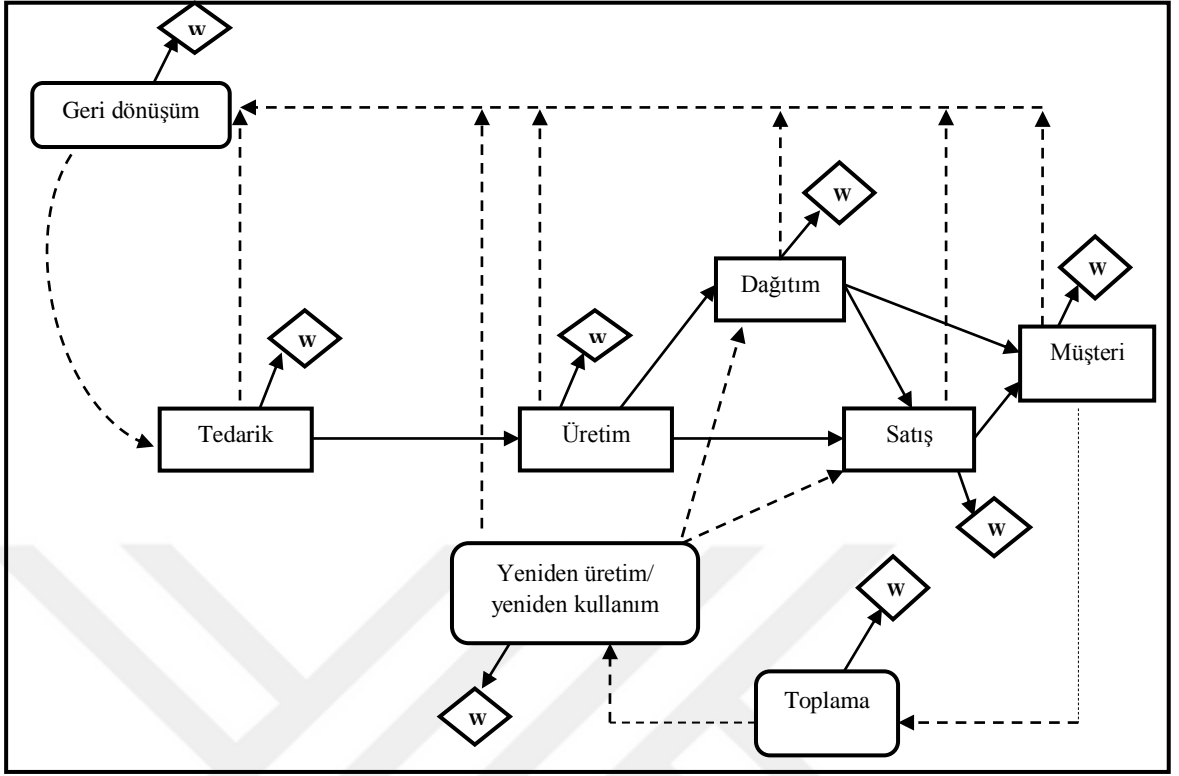 W
Geri dönüşüm
W
Dağıtım
W
Müşteri
W
W
Tedarik
Üretim
Satış
W
Yeniden üretim/
yeniden kullanım
W
W
Toplama